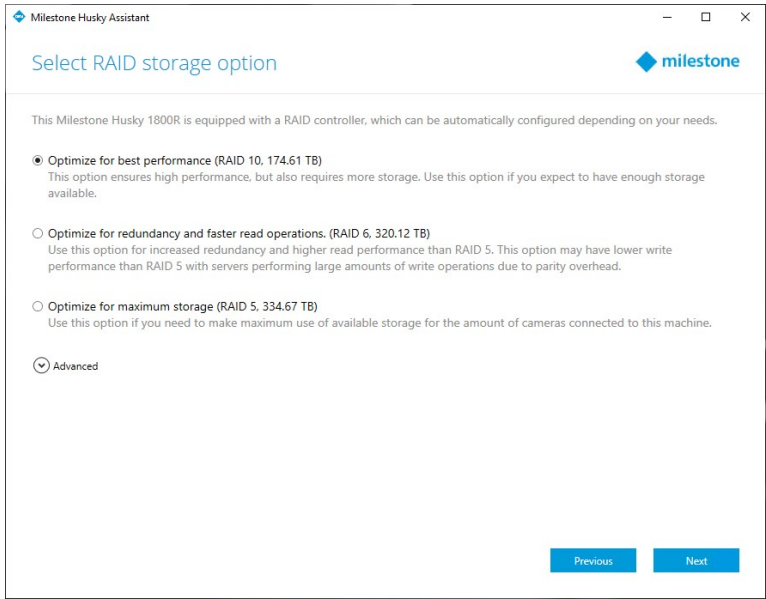 Milestone Husky Assistant
Select RAID storage option
milestone
This Milestone Husky 1800R is equipped with a RAID controller, which can be automatically configured depending on your needs.
Optimize for best performance (RAID 10, 174.61 TB)
This option ensures high performance, but also requires more storage. Use this option if you expect to have enough storage
available.
Optimize for redundancy and faster read operations. (RAID 6, 320.12 TB)
Use this option for increased redundancy and higher read performance than RAID 5. This option may have lower write
performance than RAID 5 with servers performing large amounts of write operations due to parity overhead.
Optimize for maximum storage (RAID 5, 334.67 TB)
Use this option if you need to make maximum use of available storage for the amount of cameras connected to this machine.
Advanced
Previous
Next